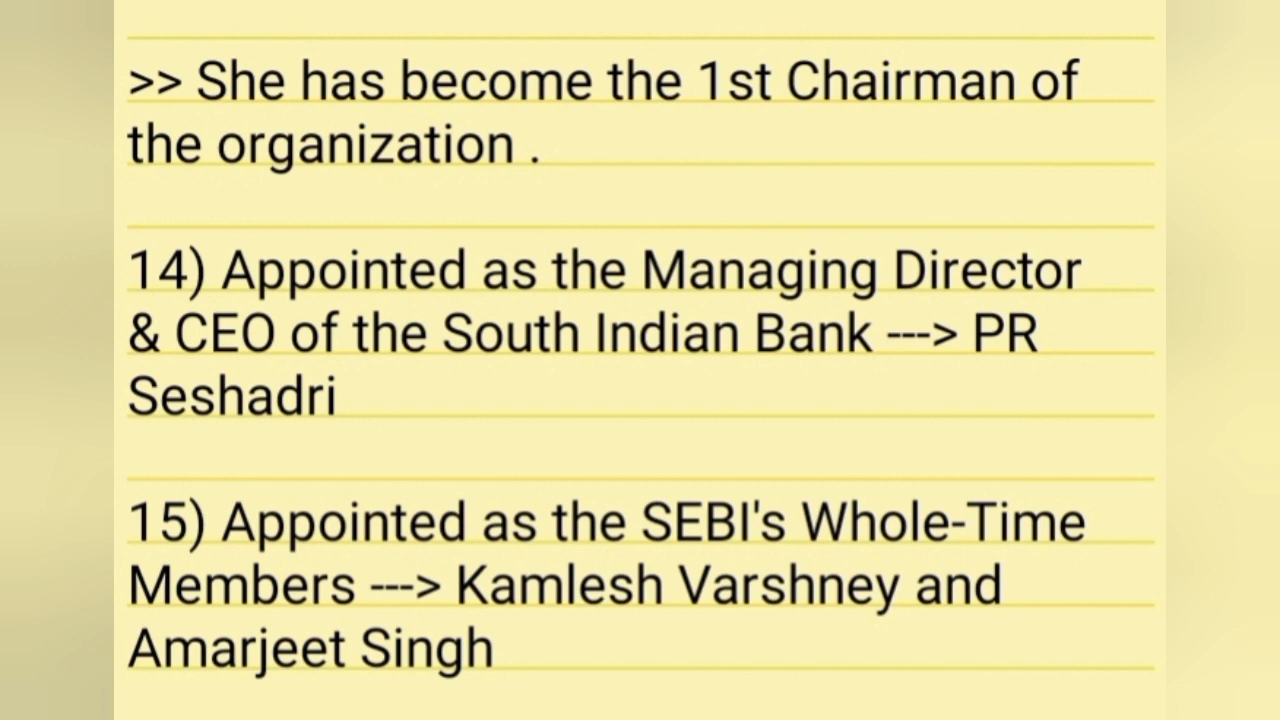 >> She has become the 1st Chairman of
the organization .
14) Appointed as the Managing Director
& CEO of the South Indian Bank ---> PR
Seshadri
15) Appointed as the SEBI's Whole-Time
Members ---> Kamlesh Varshney and
Amarjeet Singh